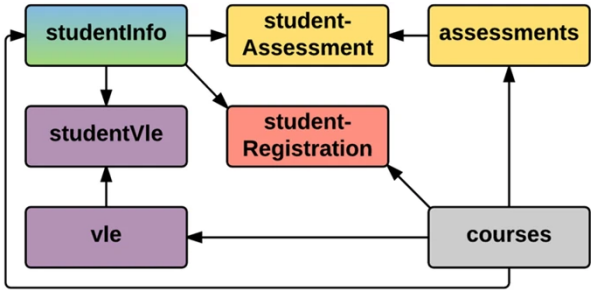 studentInfo
student-
Assessment
assessments
studentVle
student-
Registration
vle
courses